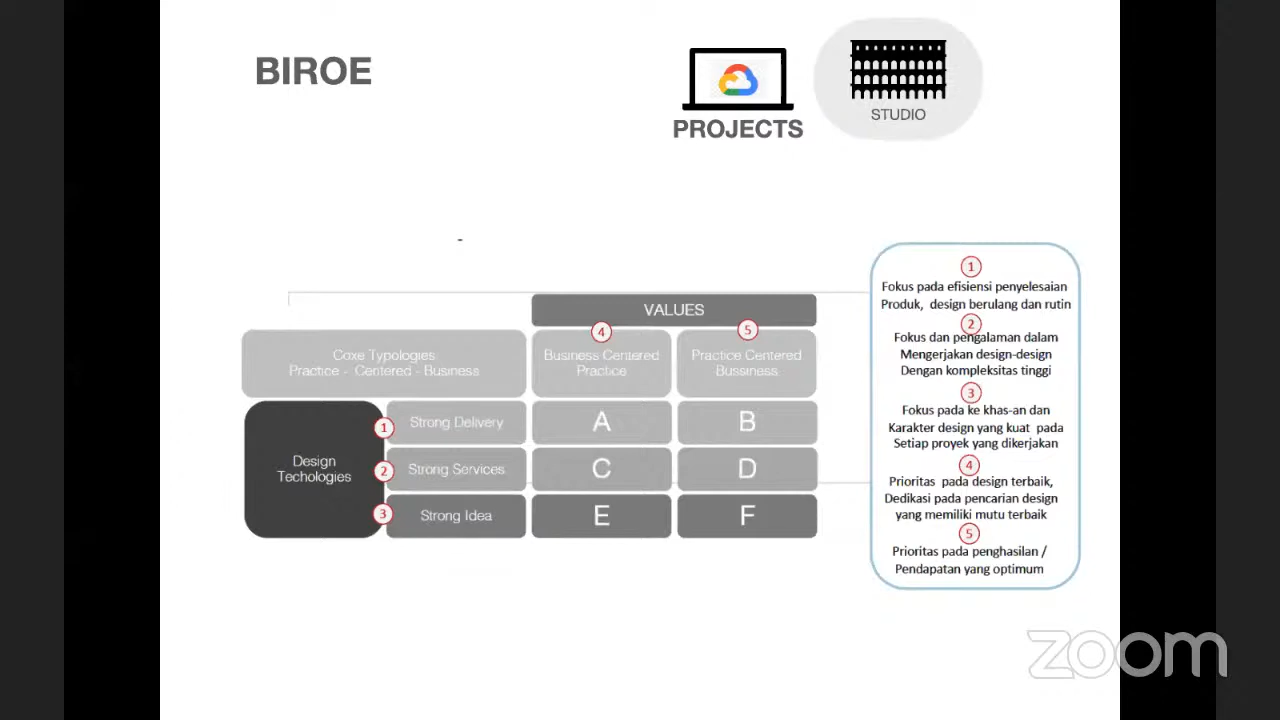 BIROE
PROJECTS
STUDIO
VALUES
4
5
Coxe Typologies
Practice - Centered - Business
Business Centered
Practice
Practice Centered
Bussiness
Design
Techologies
1
Strong Delivery
A
B
2
Strong Services
C
D
3
Strong Idea
E
F
1
Fokus pada efisiensi penyelesaian
Produk, design berulang dan rutin
2
Fokus dan pengalaman dalam
Mengerjakan design-design
Dengan kompleksitas tinggi
3
Fokus pada ke khas-an dan
Karakter design yang kuat pada
Setiap proyek yang dikerjakan
4
Prioritas pada design terbaik,
Dedikasi pada pencarian design
yang memiliki mutu terbaik
5
Prioritas pada penghasilan /
Pendapatan yang optimum
zoom